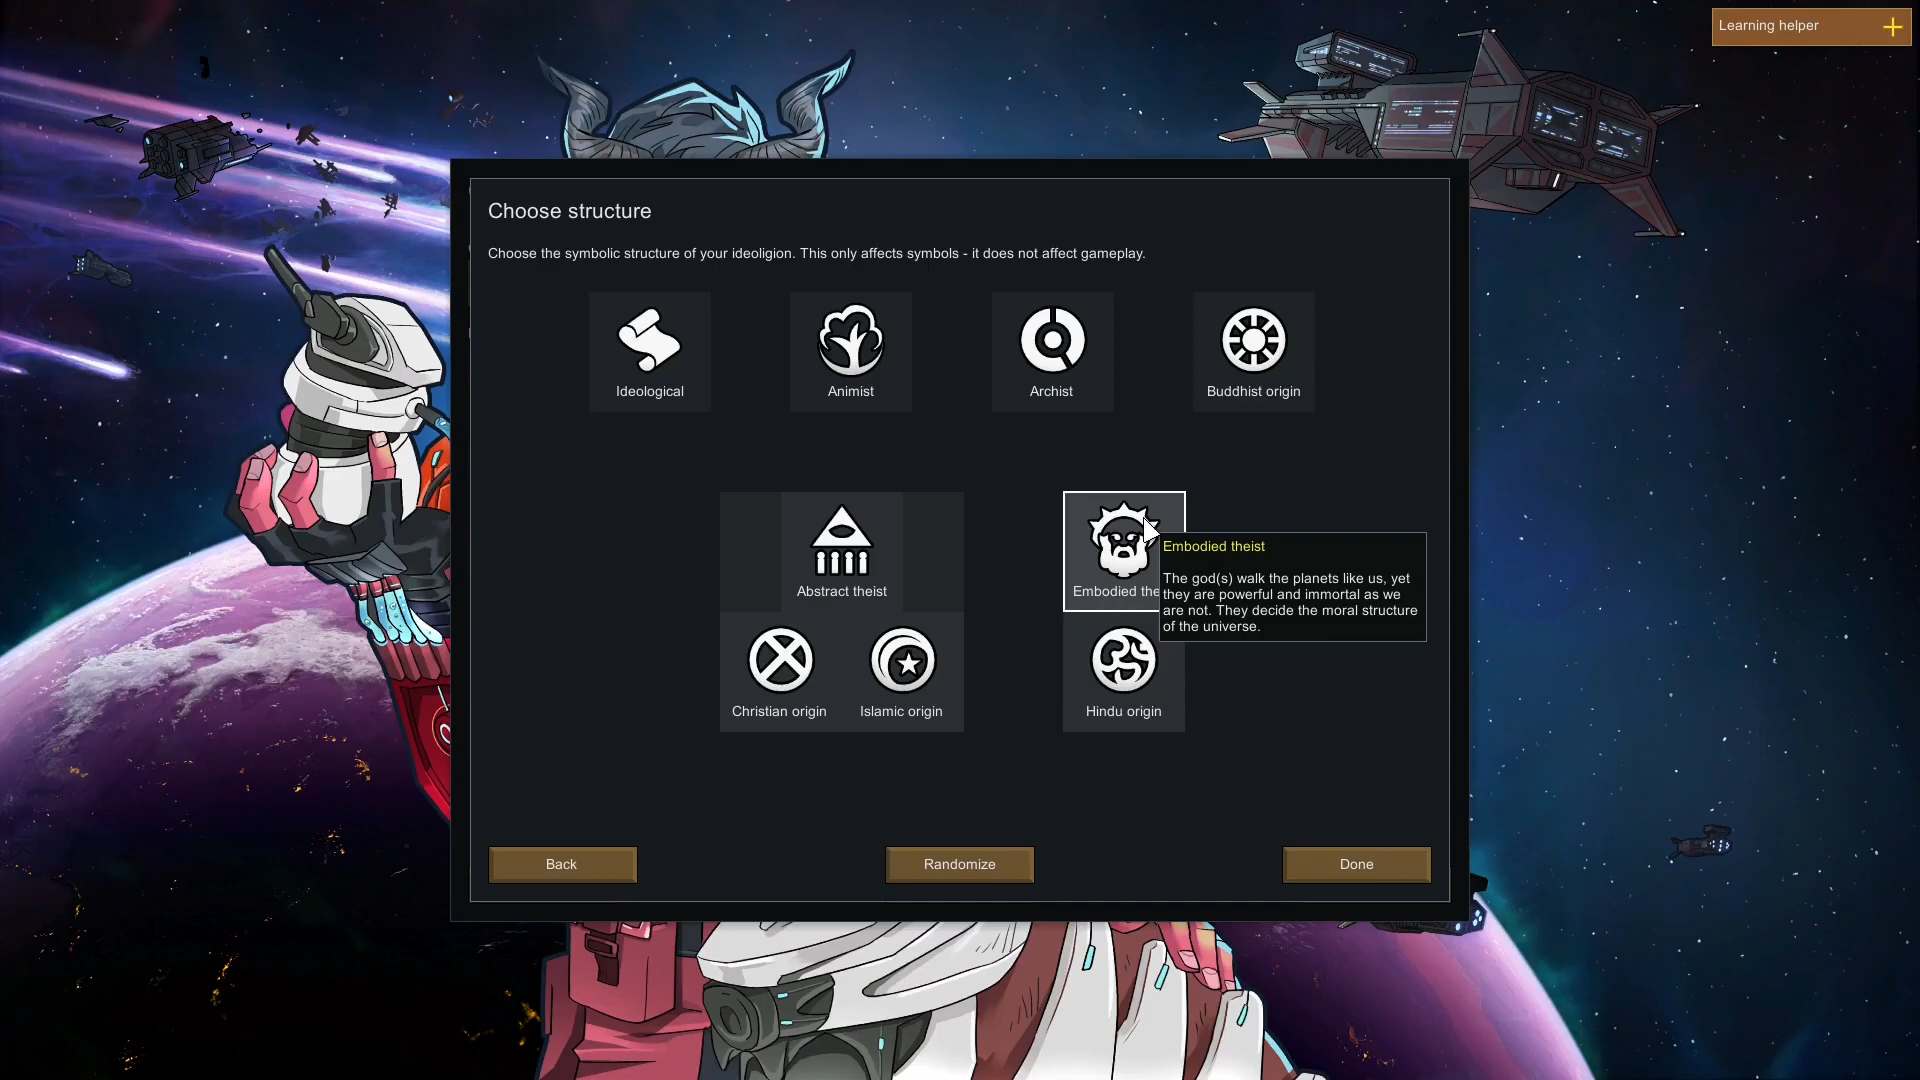 Learning helper
Choose structure
Choose the symbolic structure of your ideoligion. This only affects symbols - it does not affect gameplay.
Ideological
Animist
Archist
Buddhist origin
Abstract theist
Embodied the
Embodied theist
The god(s) walk the planets like us, yet
they are powerful and immortal as we
are not. They decide the moral structure
of the universe.
Christian origin
Islamic origin
Hindu origin
Back
Randomize
Done